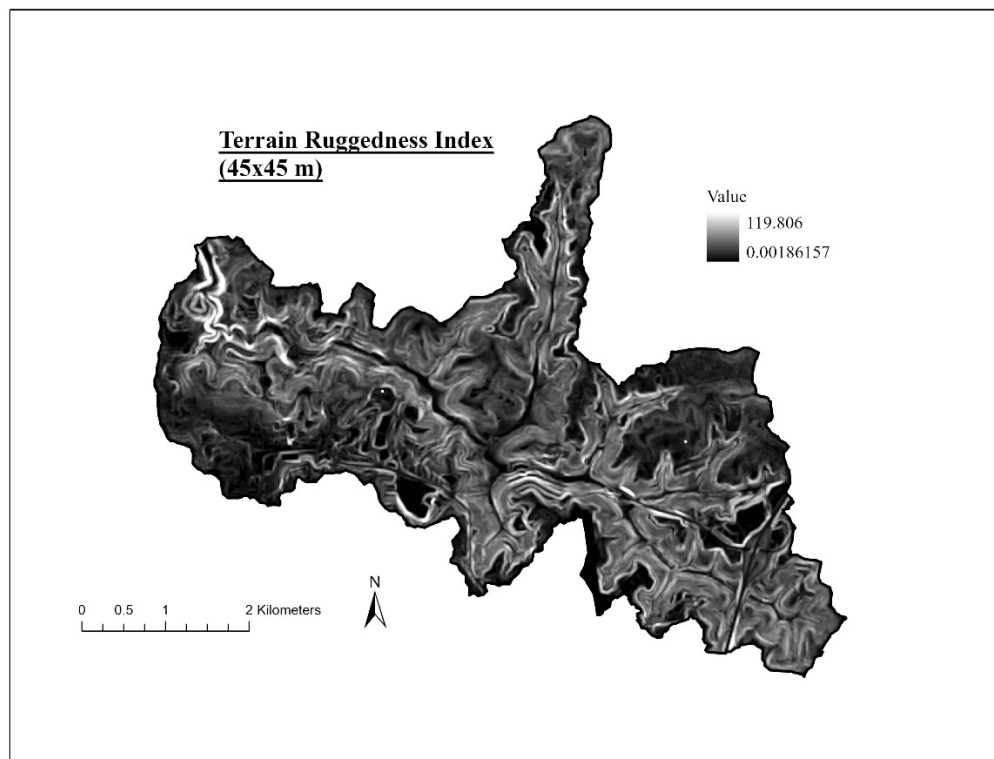 Terrain Ruggedness Index
(45x45 m)
Value
119.806
0.00186157
N
0 0.5 1 2 Kilometers